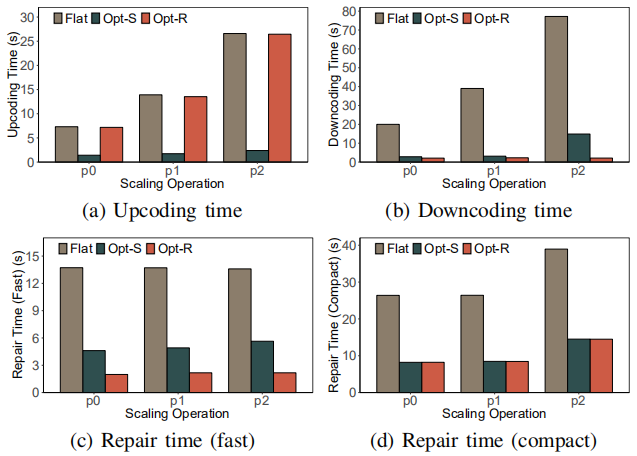 Flat Opt-S Opt-R
Upcoding Time (s)
30
25
20
15
10
5
0
p0 p1 p2
Scaling Operation
(a) Upcoding time
Flat Opt-S Opt-R
Downcoding Time (s)
80
70
60
50
40
30
20
10
0
p0 p1 p2
Scaling Operation
(b) Downcoding time
Flat Opt-S Opt-R
Repair Time (Fast) (s)
15
12
9
6
3
0
p0 p1 p2
Scaling Operation
(c) Repair time (fast)
Flat Opt-S Opt-R
Repair Time (Compact) (s)
40
30
20
10
0
p0 p1 p2
Scaling Operation
(d) Repair time (compact)